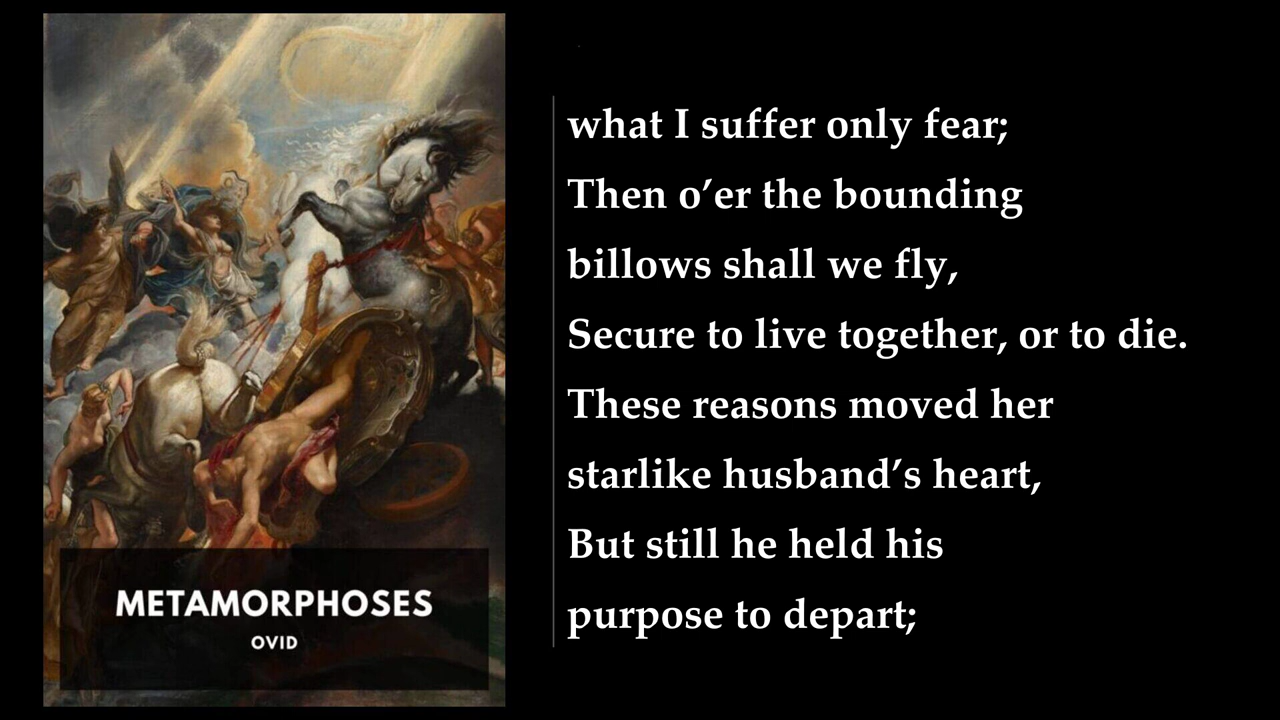 METAMORPHOSES
OVID
what I suffer only fear;
Then o’er the bounding
billows shall we fly,
Secure to live together, or to die.
These reasons moved her
starlike husband’s heart,
But still he held his
purpose to depart;